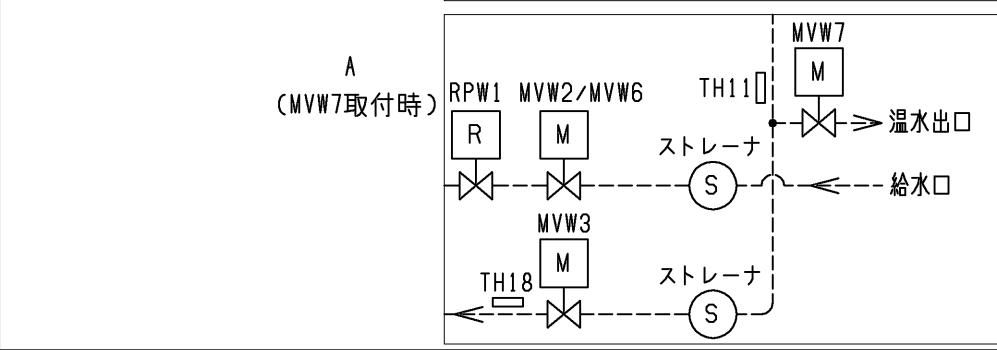 A
(MVW7取付時)
MVW7
M
TH11
RPW1
MVW2/MVW6
R
M
温水出口
ストレーナ
S
給水口
MVW3
M
TH18
ストレーナ
S